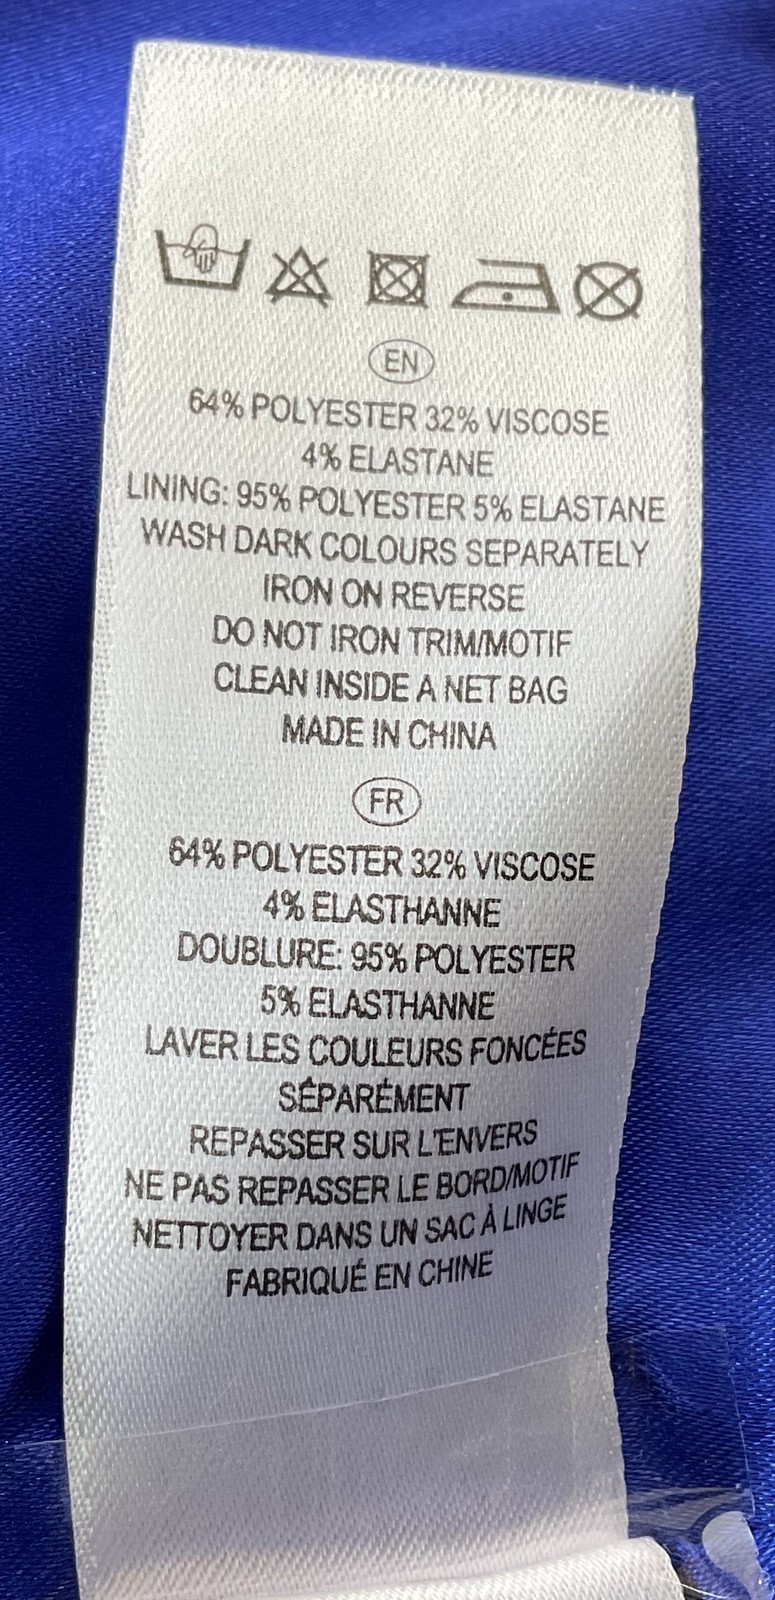 EN
64% POLYESTER 32% VISCOSE
4% ELASTANE
LINING: 95% POLYESTER 5% ELASTANE
WASH DARK COLOURS SEPARATELY
IRON ON REVERSE
DO NOT IRON TRIM/MOTIF
CLEAN INSIDE A NET BAG
MADE IN CHINA
FR
64% POLYESTER 32% VISCOSE
4% ELASTHANNE
DOUBLURE: 95% POLYESTER
5% ELASTHANNE
LAVER LES COULEURS FONCÉES
SÉPARÉMENT
REPASSER SUR L'ENVERS
NE PAS REPASSER LE BORD/MOTIF
NETTOYER DANS UN SAC À LINGE
FABRIQUÉ EN CHINE